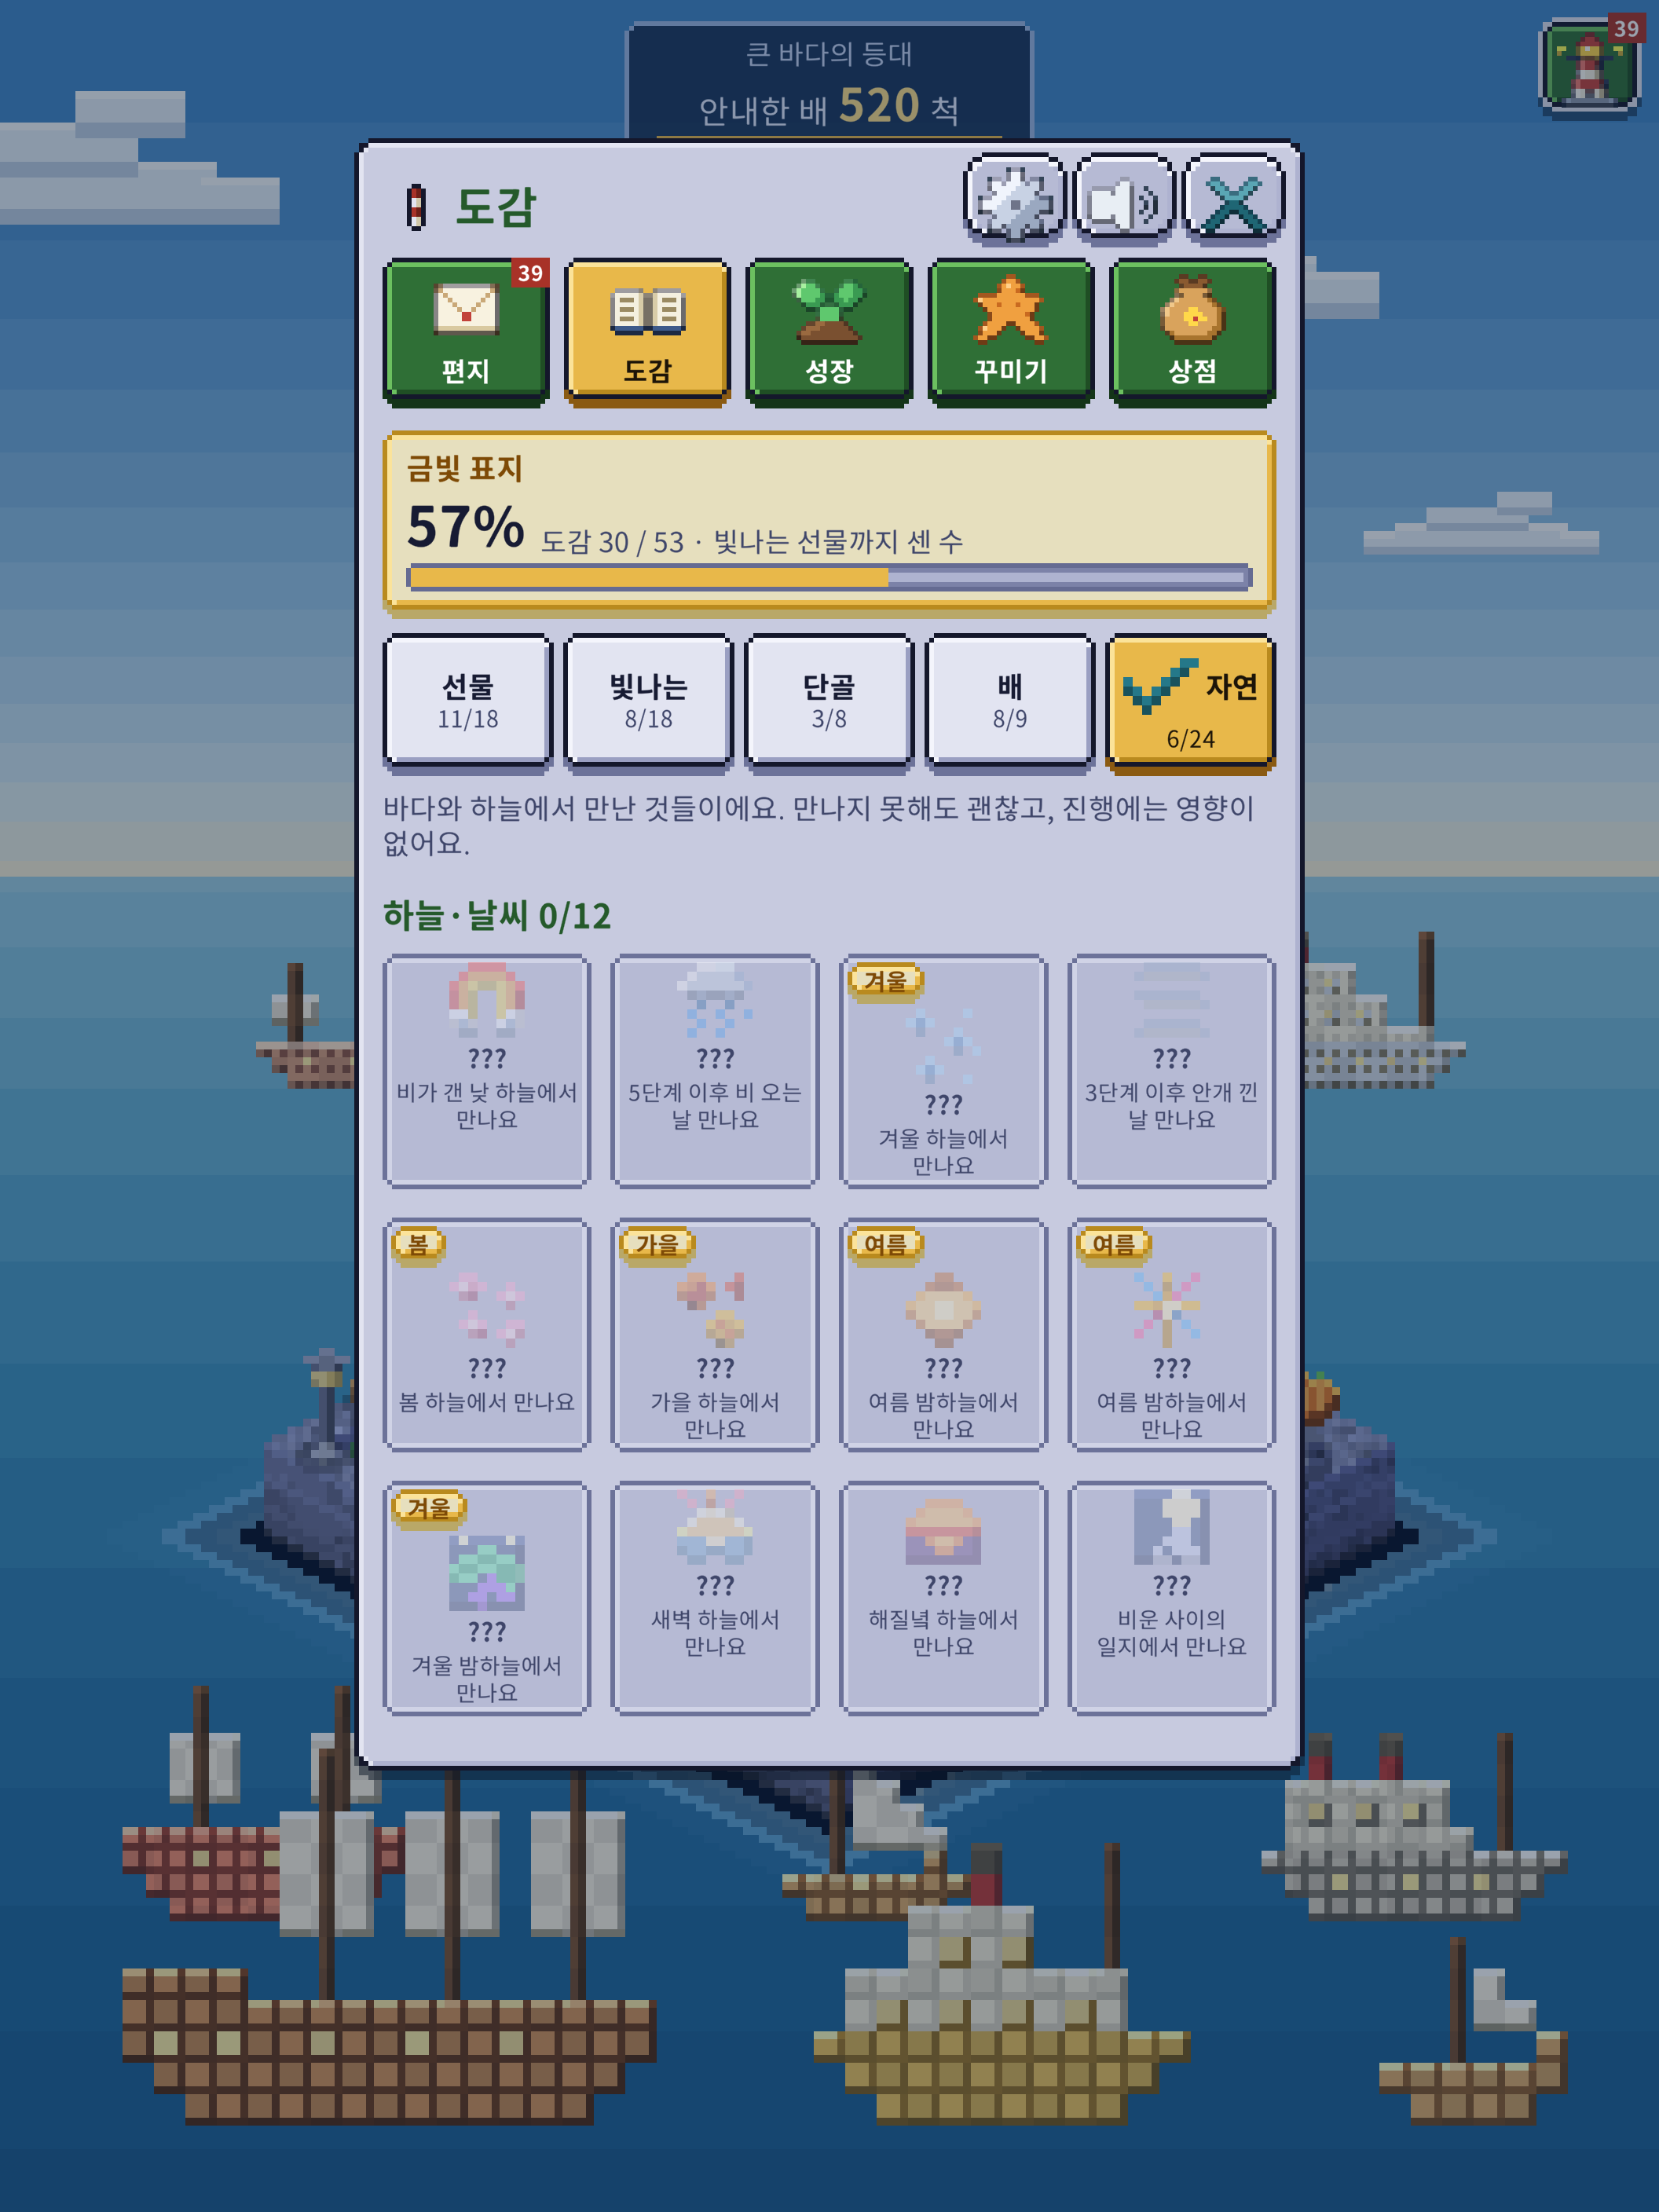 큰 바다의 등대
안내한 배 520 척
39
도감
39
편지
도감
성장
꾸미기
상점
금빛 표지
57% 도감 30 / 53 · 빛나는 선물까지 센 수
선물
11/18
빛나는
8/18
단골
3/8
배
8/9
자연
6/24
바다와 하늘에서 만난 것들이에요. 만나지 못해도 괜찮고, 진행에는 영향이
없어요.
하늘·날씨 0/12
???
비가 갠 낮 하늘에서
만나요
???
5단계 이후 비 오는
날 만나요
겨울
???
겨울 하늘에서
만나요
???
3단계 이후 안개 낀
날 만나요
봄
???
봄 하늘에서 만나요
가을
???
가을 하늘에서
만나요
여름
???
여름 밤하늘에서
만나요
여름
???
여름 밤하늘에서
만나요
겨울
???
겨울 밤하늘에서
만나요
???
새벽 하늘에서
만나요
???
해질녘 하늘에서
만나요
???
비운 사이의
일지에서 만나요